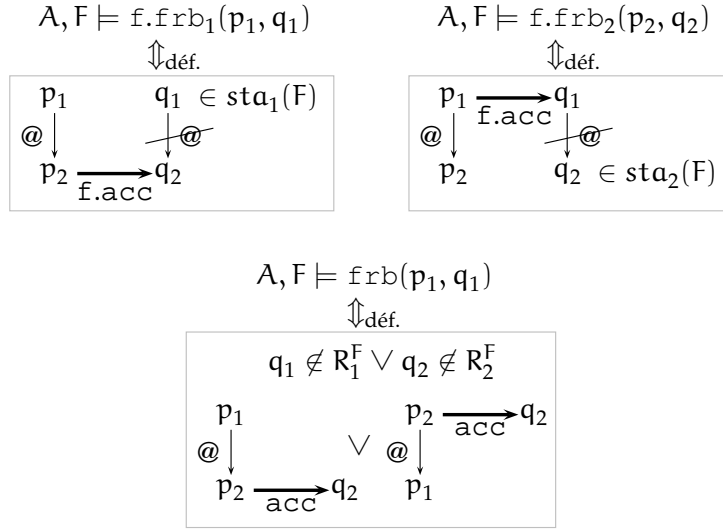 A, F ⊨ f.frb₁(p₁, q₁)
⇕déf.
p₁ q₁ ∈ sta₁(F)
@ @
p₂ f.acc q₂
A, F ⊨ f.frb₂(p₂, q₂)
⇕déf.
p₁ f.acc q₁
@ @
p₂ q₂ ∈ sta₂(F)
A, F ⊨ frb(p₁, q₁)
⇕déf.
q₁ ∉ R₁ᶠ ∨ q₂ ∉ R₂ᶠ
p₁ p₂ acc q₂
@ ∨ @
p₂ acc q₂ p₁